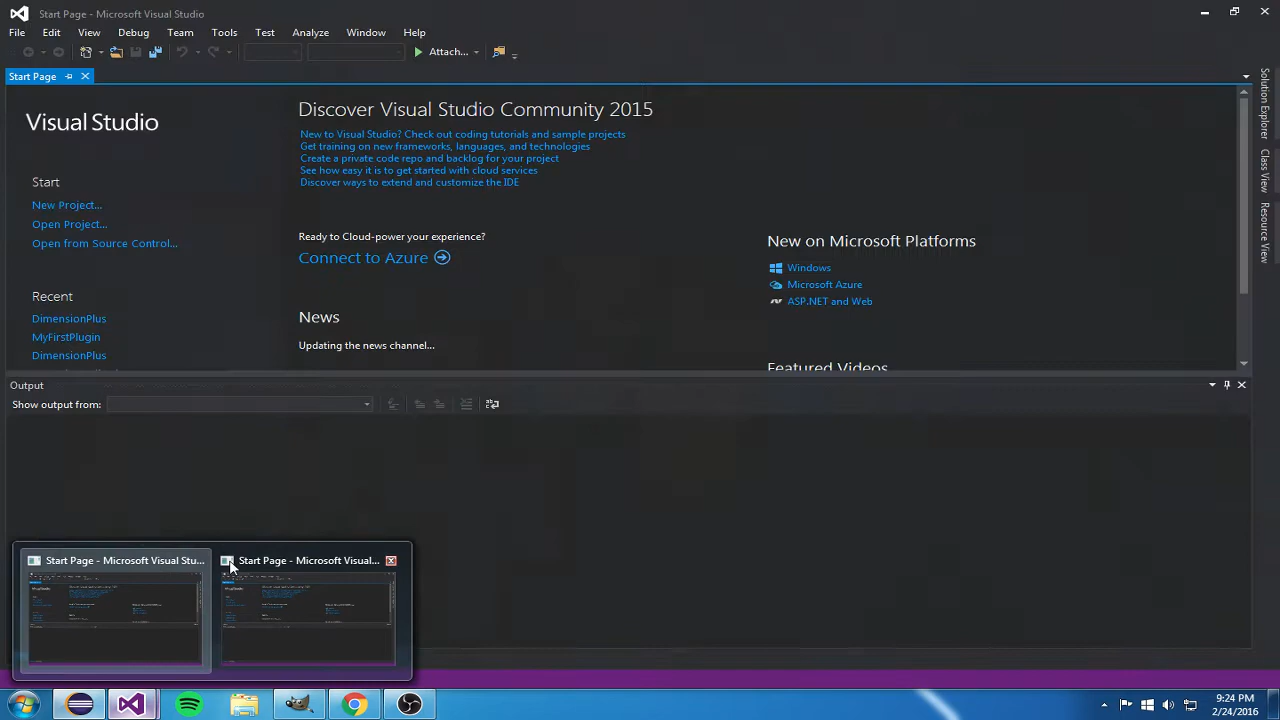 Start Page - Microsoft Visual Studio
File Edit View Debug Team Tools Test Analyze Window Help
Attach...
Start Page
Visual Studio
Start
New Project...
Open Project...
Open from Source Control...
Recent
DimensionPlus
MyFirstPlugin
DimensionPlus
Discover Visual Studio Community 2015
New to Visual Studio? Check out coding tutorials and sample projects
Get training on new frameworks, languages, and technologies
Create a private code repo and backlog for your project
See how easy it is to get started with cloud services
Discover ways to extend and customize the IDE
Ready to Cloud-power your experience?
Connect to Azure
News
Updating the news channel...
New on Microsoft Platforms
Windows
Microsoft Azure
ASP.NET and Web
Featured Videos
Solution Explorer
Class View
Resource View
Output
Show output from:
Start Page - Microsoft Visual Stu...
Start Page - Microsoft Visual...
9:24 PM
2/24/2016